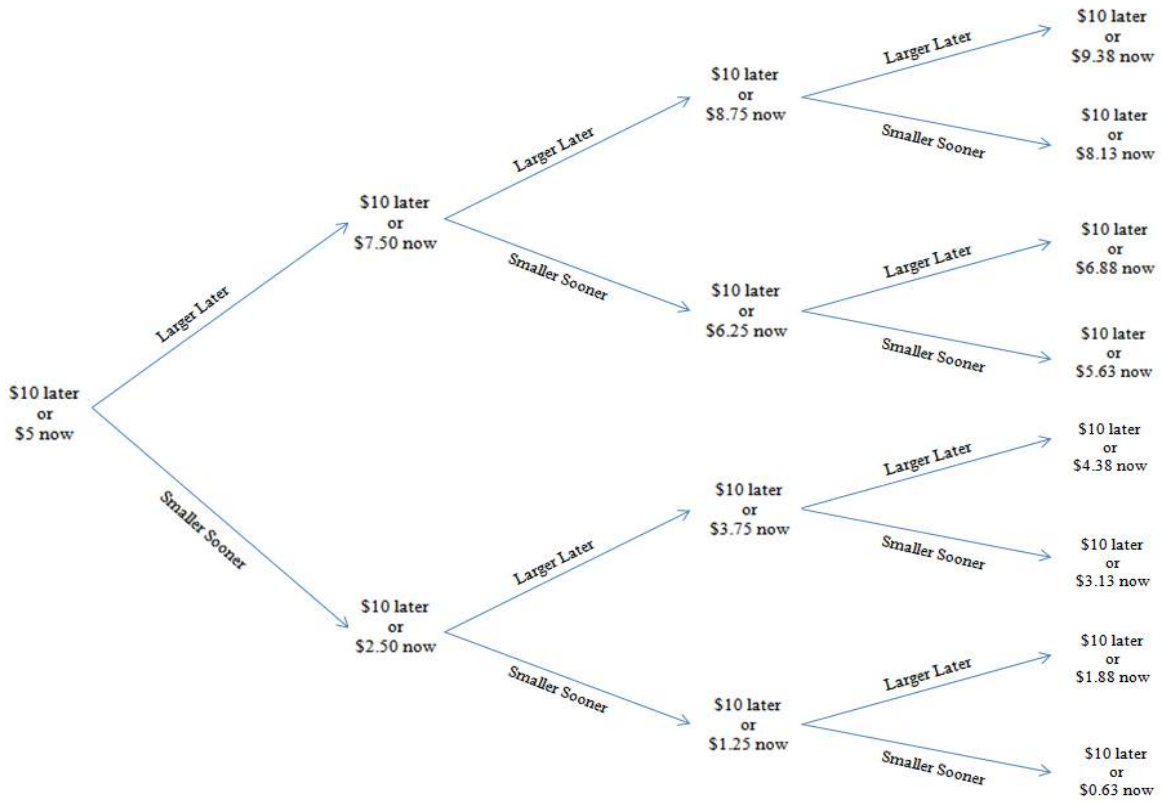 $10 later
or
$5 now
Larger Later
Smaller Sooner
$10 later
or
$7.50 now
Larger Later
Smaller Sooner
$10 later
or
$2.50 now
Larger Later
Smaller Sooner
$10 later
or
$8.75 now
Larger Later
Smaller Sooner
$10 later
or
$6.25 now
Larger Later
Smaller Sooner
$10 later
or
$3.75 now
Larger Later
Smaller Sooner
$10 later
or
$1.25 now
Larger Later
Smaller Sooner
$10 later
or
$9.38 now
$10 later
or
$8.13 now
$10 later
or
$6.88 now
$10 later
or
$5.63 now
$10 later
or
$4.38 now
$10 later
or
$3.13 now
$10 later
or
$1.88 now
$10 later
or
$0.63 now